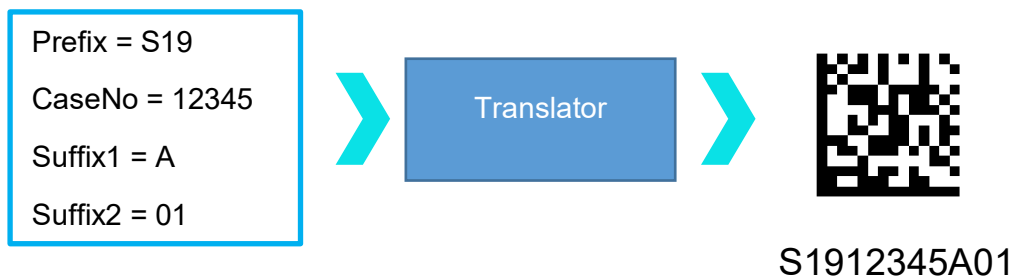 Prefix = S19
CaseNo = 12345
Suffix1 = A
Suffix2 = 01
Translator
S1912345A01